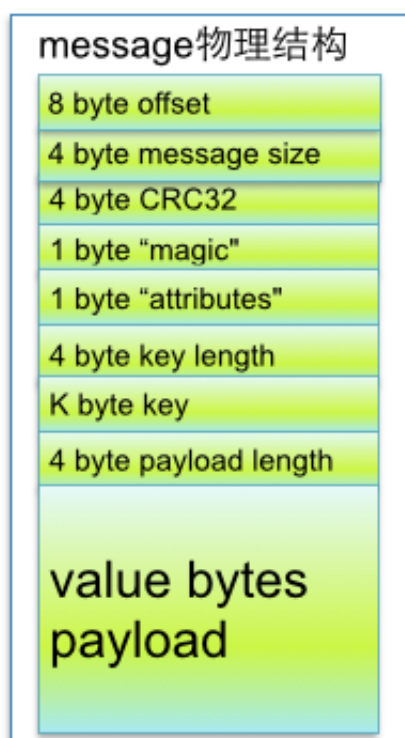 message物理结构
8 byte offset
4 byte message size
4 byte CRC32
1 byte “magic"
1 byte “attributes"
4 byte key length
K byte key
4 byte payload length
value bytes
payload